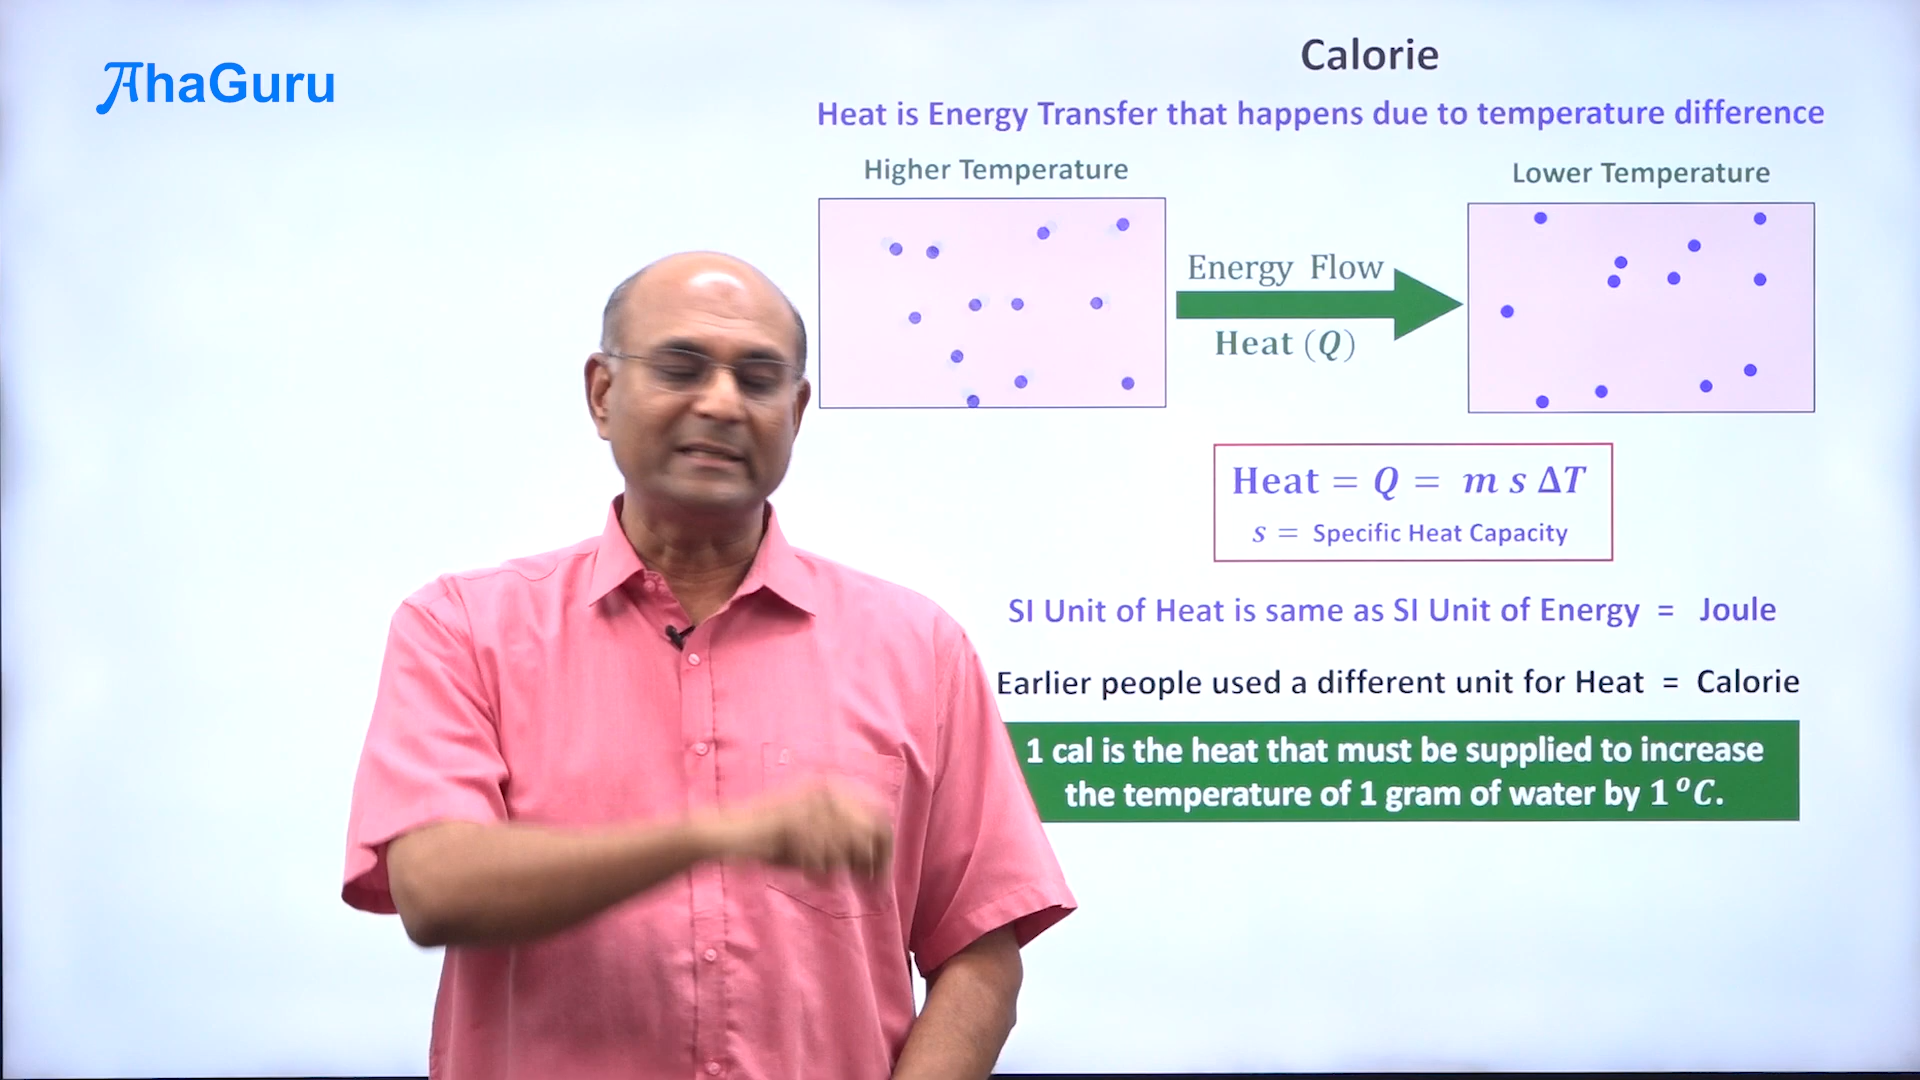 AhaGuru
Calorie
Heat is Energy Transfer that happens due to temperature difference
Higher Temperature
Lower Temperature
Energy Flow
Heat (Q)
Heat = Q = m s ΔT
s = Specific Heat Capacity
SI Unit of Heat is same as SI Unit of Energy = Joule
Earlier people used a different unit for Heat = Calorie
1 cal is the heat that must be supplied to increase
the temperature of 1 gram of water by 1 °C.